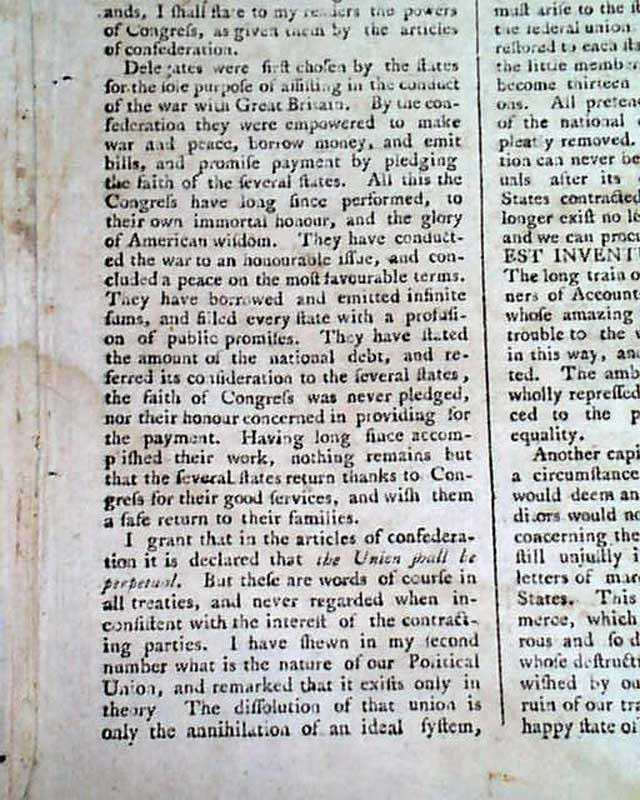 ands, I ſhall ſtate to my readers the powers
of Congreſs, as given them by the articles
of confederation.
Delegates were firſt choſen by the ſtates
for the ſole purpoſe of aſſiſting in the conduct
of the war with Great Britain. By the con-
federation they were empowered to make
war and peace, borrow money, and emit
bills, and promiſe payment by pledging
the faith of the ſeveral ſtates. All this the
Congreſs have long ſince performed, to
their own immortal honour, and the glory
of American wiſdom. They have conduct-
ed the war to an honourable iſſue, and con-
cluded a peace on the moſt favourable terms.
They have borrowed and emitted infinite
ſums, and filled every ſtate with a profuſi-
on of public promiſes. They have ſtated
the amount of the national debt, and re-
ferred its conſideration to the ſeveral ſtates,
the faith of Congreſs was never pledged,
nor their honour concerned in providing for
the payment. Having long ſince accom-
pliſhed their work, nothing remains but
that the ſeveral ſtates return thanks to Con-
greſs for their good ſervices, and wiſh them
a ſafe return to their families.
I grant that in the articles of confedera-
tion it is declared that the Union ſhall be
perpetual. But theſe are words of courſe in
all treaties, and never regarded when in-
conſiſtent with the intereſt of the contract-
ing parties. I have ſhewn in my ſecond
number what is the nature of our Political
Union, and remarked that it exiſts only in
theory The diſſolution of that union is
only the annihilation of an ideal ſyſtem,
muſt ariſe to the
the federal union
reſtored to each
the little
become thirteen
ons. All
of the national
pleatly removed.
tion can never be
uals after its
States contracted
longer exiſt no
and we can
EST
The long train o
ners of
whoſe amazing
trouble to the
in this way,
ted. The
wholly repreſſed
ced to the p
equality.
Another
a circumſtance
would deem an
ditors would
concerning the
ſtill unjuſtly i
letters of
States. This
merce, which
rous and ſo d
whoſe
wiſhed by
ruin of our
happy ſtate of